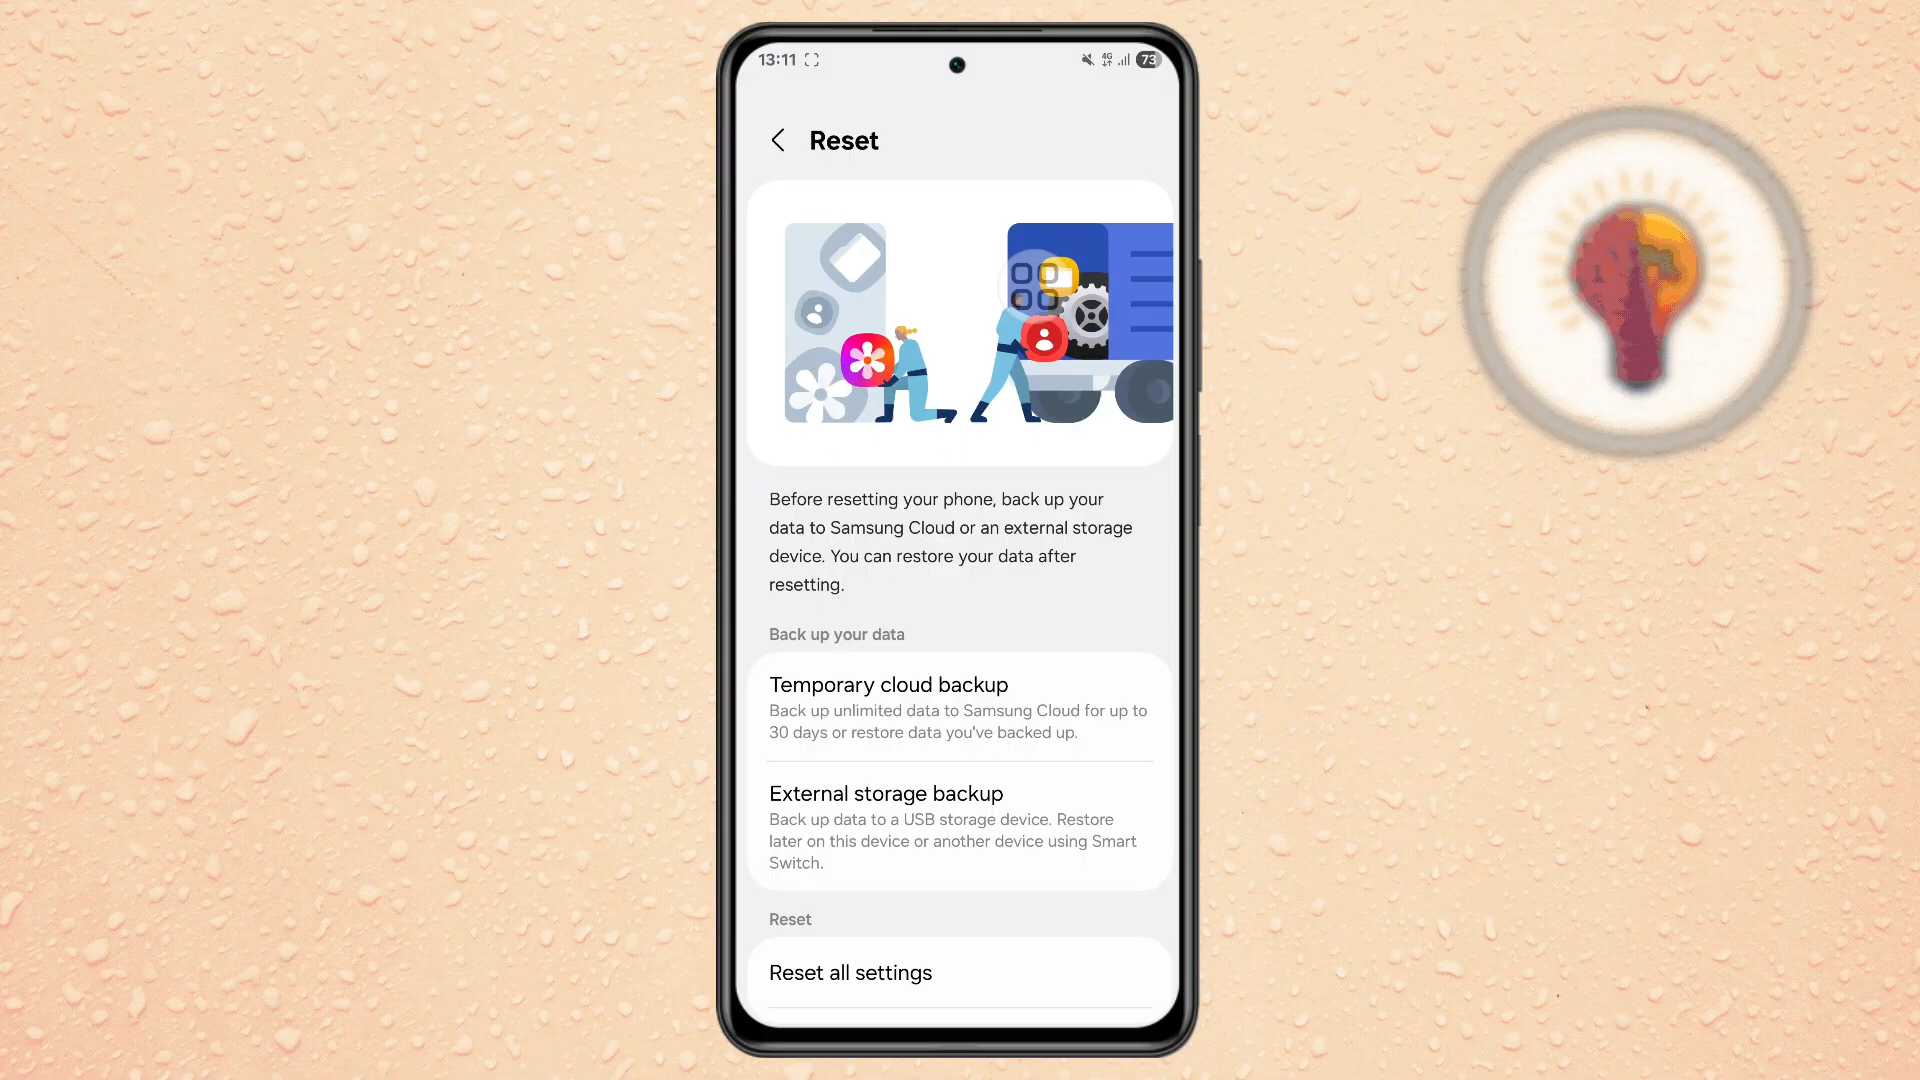 13:11
4G
73
Reset
Before resetting your phone, back up your
data to Samsung Cloud or an external storage
device. You can restore your data after
resetting.
Back up your data
Temporary cloud backup
Back up unlimited data to Samsung Cloud for up to
30 days or restore data you've backed up.
External storage backup
Back up data to a USB storage device. Restore
later on this device or another device using Smart
Switch.
Reset
Reset all settings